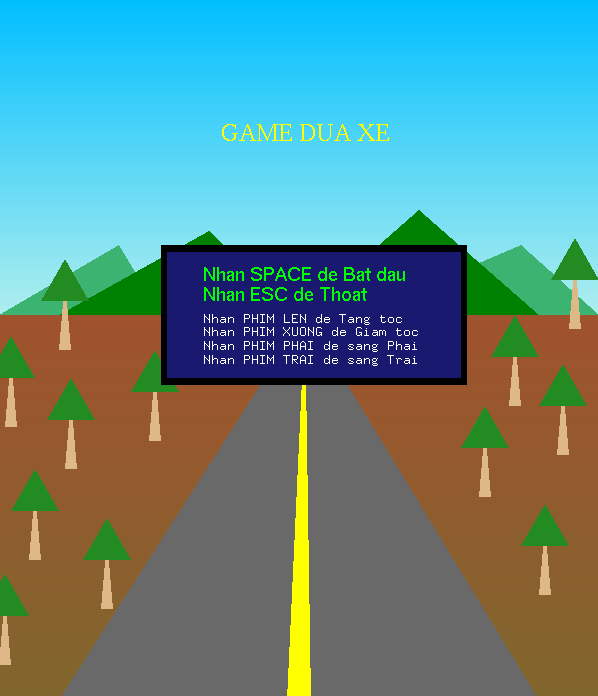 GAME DUA XE
Nhan SPACE de Bat dau
Nhan ESC de Thoat
Nhan PHIM LEN de Tang toc
Nhan PHIM XUONG de Giam toc
Nhan PHIM PHAI de sang Phai
Nhan PHIM TRAI de sang Trai